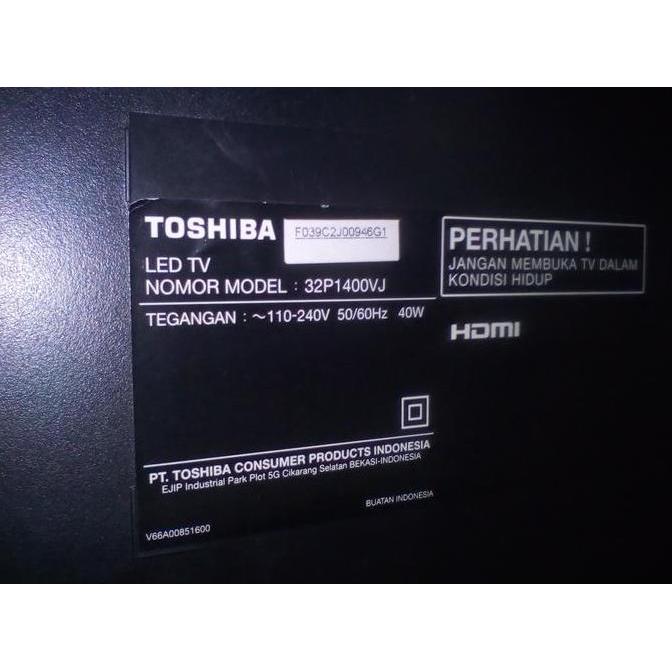 TOSHIBA
F039C2J00946G1
LED TV
NOMOR MODEL : 32P1400VJ
TEGANGAN : ~110-240V 50/60Hz 40W
PERHATIAN !
JANGAN MEMBUKA TV DALAM
KONDISI HIDUP
HDMI
PT. TOSHIBA CONSUMER PRODUCTS INDONESIA
EJIP Industrial Park Plot 5G Cikarang Selatan BEKASI-INDONESIA
BUATAN INDONESIA
V66A00851600